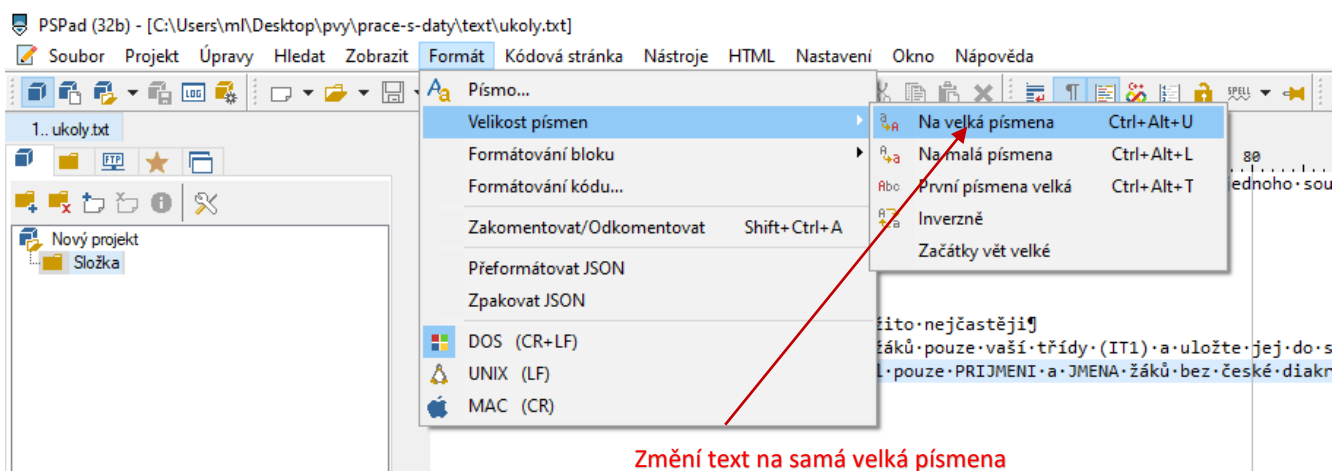 PSPad (32b) - [C:\Users\ml\Desktop\pvy\prace-s-daty\text\ukoly.txt]
Soubor Projekt Úpravy Hledat Zobrazit Formát Kódová stránka Nástroje HTML Nastavení Okno Nápověda
LOG
SPELL
1.. ukoly.txt
FTP
Nový projekt
Složka
Písmo...
Velikost písmen
Formátování bloku
Formátování kódu...
Zakomentovat/Odkomentovat Shift+Ctrl+A
Přeformátovat JSON
Zpakovat JSON
DOS (CR+LF)
UNIX (LF)
MAC (CR)
Na velká písmena Ctrl+Alt+U
Na malá písmena Ctrl+Alt+L
Abc První písmena velká Ctrl+Alt+T
Inverzně
Začátky vět velké
80
jednoho·sou
žito·nejčastěji¶
žáků·pouze·vaší·třídy·(IT1)·a·uložte·jej·do·s
l·pouze·PRIJMENI·a·JMENA·žáků·bez·české·diakr
Změní text na samá velká písmena